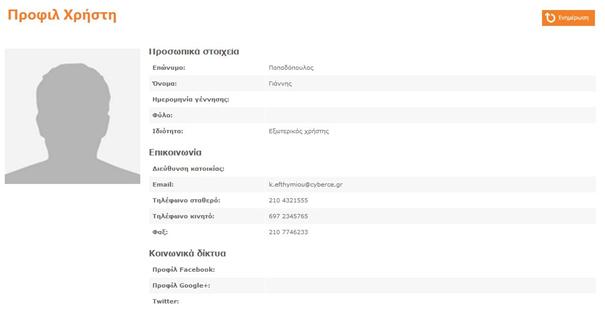 Προφιλ Χρήστη
Ενημέρωση
Προσωπικά στοιχεία
Επώνυμο: Παπαδόπουλος
Όνομα: Γιάννης
Ημερομηνία γέννησης:
Φύλο:
Ιδιότητα: Εξωτερικός χρήστης
Επικοινωνία
Διεύθυνση κατοικίας:
Email: k.efthymiou@cyberce.gr
Τηλέφωνο σταθερό: 210 4321555
Τηλέφωνο κινητό: 697 2345765
Φαξ: 210 7746233
Κοινωνικά δίκτυα
Προφίλ Facebook:
Προφίλ Google+:
Twitter: